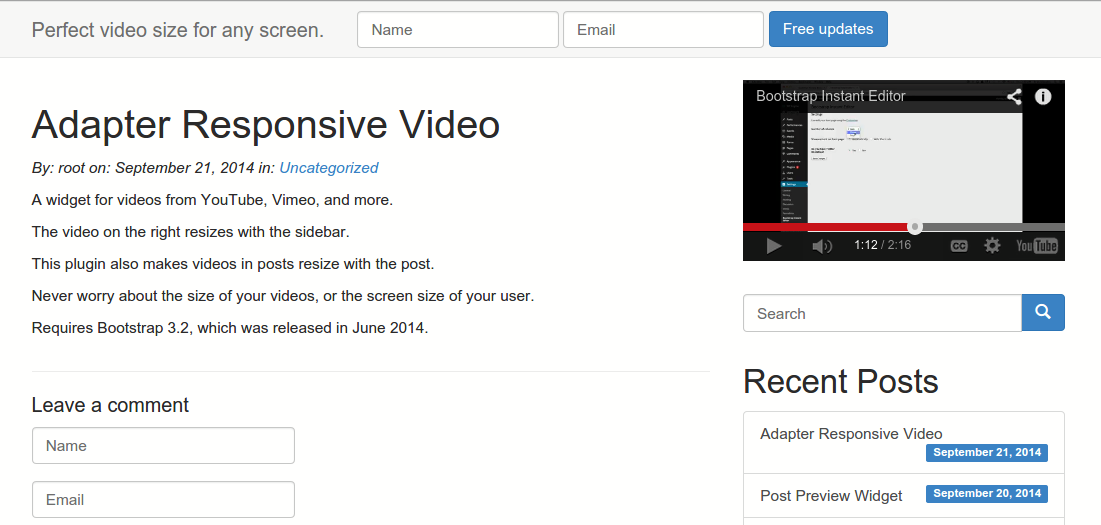 Perfect video size for any screen. Name Email Free updates
Adapter Responsive Video
By: root on: September 21, 2014 in: Uncategorized
A widget for videos from YouTube, Vimeo, and more.
The video on the right resizes with the sidebar.
This plugin also makes videos in posts resize with the post.
Never worry about the size of your videos, or the screen size of your user.
Requires Bootstrap 3.2, which was released in June 2014.
Leave a comment
Name
Email
Bootstrap Instant Editor
1:12 / 2:16 CC YouTube
Search
Recent Posts
Adapter Responsive Video
September 21, 2014
Post Preview Widget September 20, 2014